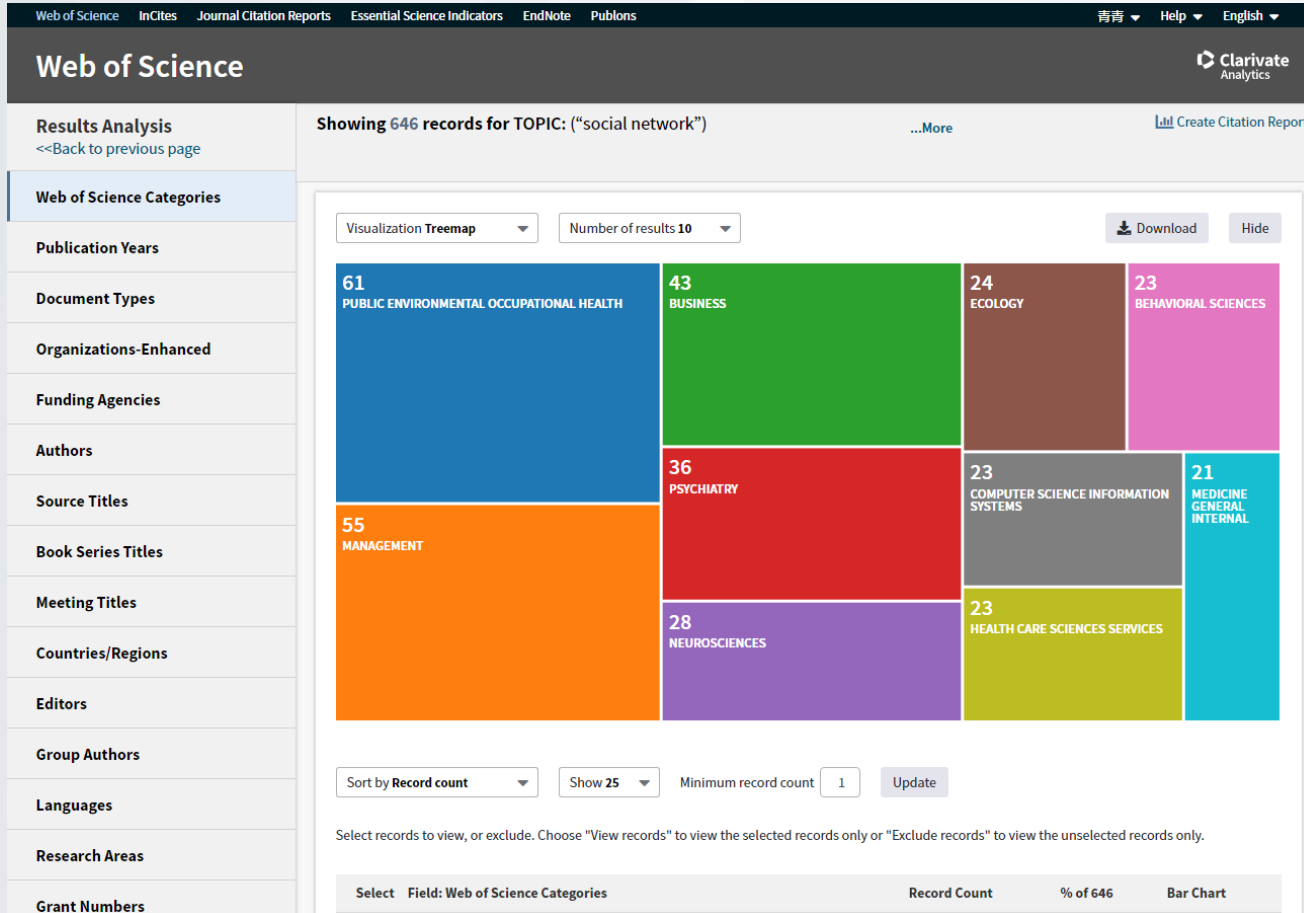 Web of Science InCites Journal Citation Reports Essential Science Indicators EndNote Publons 青青 Help English
Web of Science
Clarivate
Analytics
Results Analysis
<<Back to previous page
Showing 646 records for TOPIC: (“social network”) ...More
Create Citation Repor
Web of Science Categories
Publication Years
Document Types
Organizations-Enhanced
Funding Agencies
Authors
Source Titles
Book Series Titles
Meeting Titles
Countries/Regions
Editors
Group Authors
Languages
Research Areas
Grant Numbers
Visualization Treemap
Number of results 10
Download
Hide
61
PUBLIC ENVIRONMENTAL OCCUPATIONAL HEALTH
55
MANAGEMENT
43
BUSINESS
36
PSYCHIATRY
28
NEUROSCIENCES
24
ECOLOGY
23
BEHAVIORAL SCIENCES
23
COMPUTER SCIENCE INFORMATION
SYSTEMS
23
HEALTH CARE SCIENCES SERVICES
21
MEDICINE
GENERAL
INTERNAL
Sort by Record count Show 25 Minimum record count 1 Update
Select records to view, or exclude. Choose "View records" to view the selected records only or "Exclude records" to view the unselected records only.
Select Field: Web of Science Categories Record Count % of 646 Bar Chart